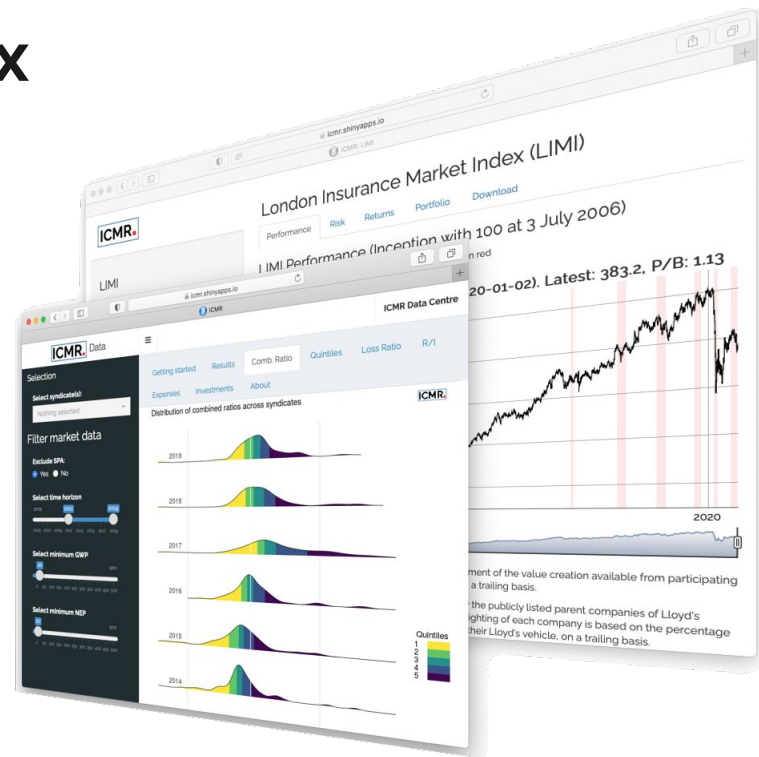 x
icmr.shinyapps.io
ICMR: LIMI
ICMR.
London Insurance Market Index (LIMI)
Performance Risk Returns Portfolio Download
LIMI
LIMI Performance (Inception with 100 at 3 July 2006)
n red
20-01-02). Latest: 383.2, P/B: 1.13
2020
ment of the value creation available from participating
a trailing basis.
the publicly listed parent companies of Lloyd's
ighting of each company is based on the percentage
their Lloyd's vehicle, on a trailing basis.
icmr.shinyapps.io
ICMR
ICMR. Data
ICMR Data Centre
Selection
Select syndicate(s):
Nothing selected
Filter market data
Exclude SPA:
Yes No
Select time horizon
Select minimum GWP
Select minimum NEP
Getting started Results Comb. Ratio Quintiles Loss Ratio R/I
Expenses Investments About
ICMR.
Distribution of combined ratios across syndicates
2019
2018
2017
2016
2015
2014
Quintiles
1
2
3
4
5